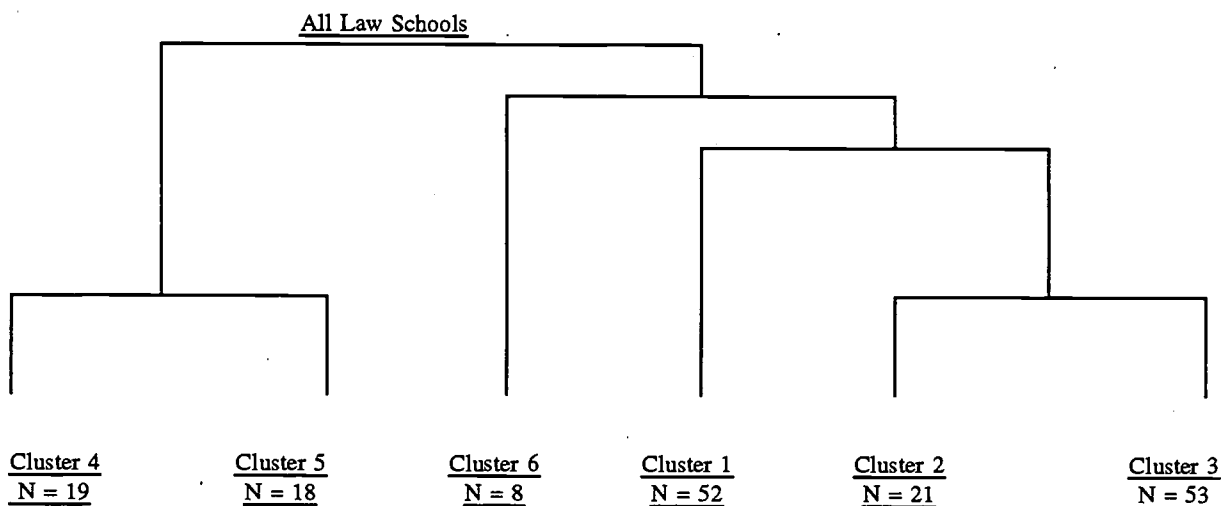 All Law Schools
Cluster 4 Cluster 5 Cluster 6 Cluster 1 Cluster 2 Cluster 3
N = 19 N = 18 N = 8 N = 52 N = 21 N = 53